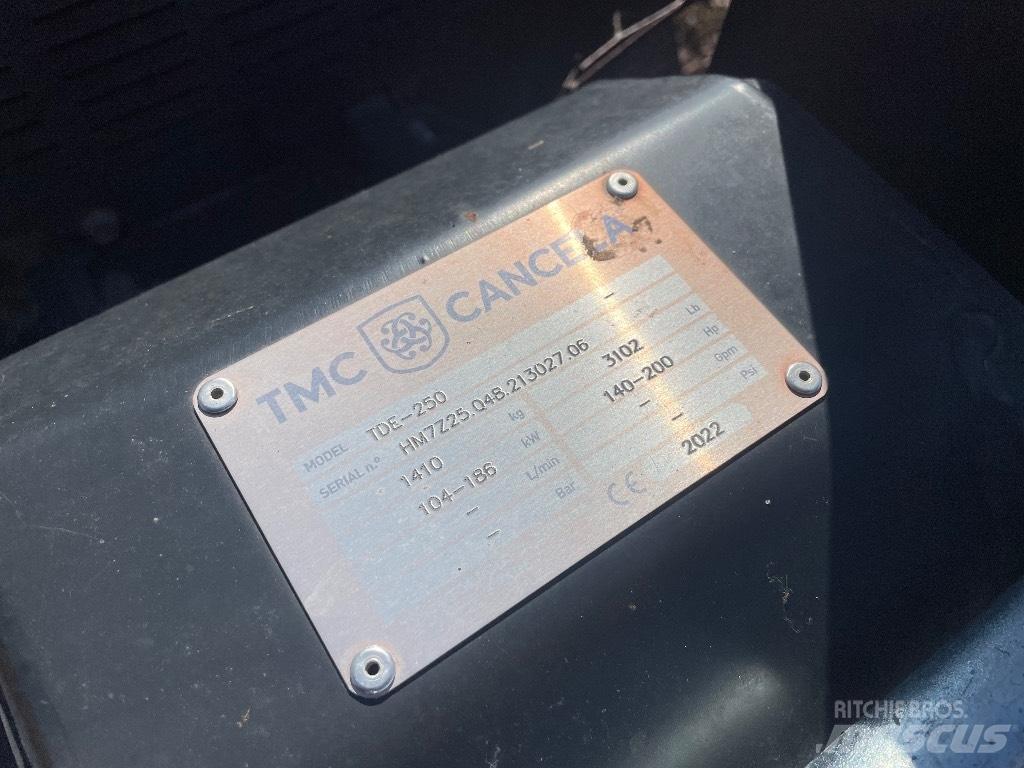 TMC CANCELA
MODEL TDE-250 -
SERIAL n.º HM7Z25.Q48.213027.06
1410 kg 3102 Lb
104-186 kW 140-200 Hp
- L/min - Gpm
- Bar - Psi
CE 2022
RITCHIE BROS.
MASCUS